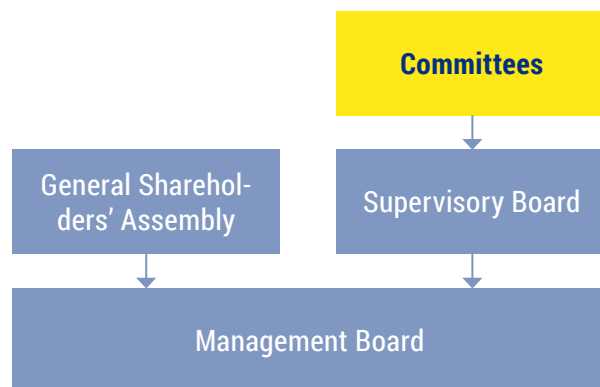 Committees
General Sharehol-
ders’ Assembly
Supervisory Board
Management Board